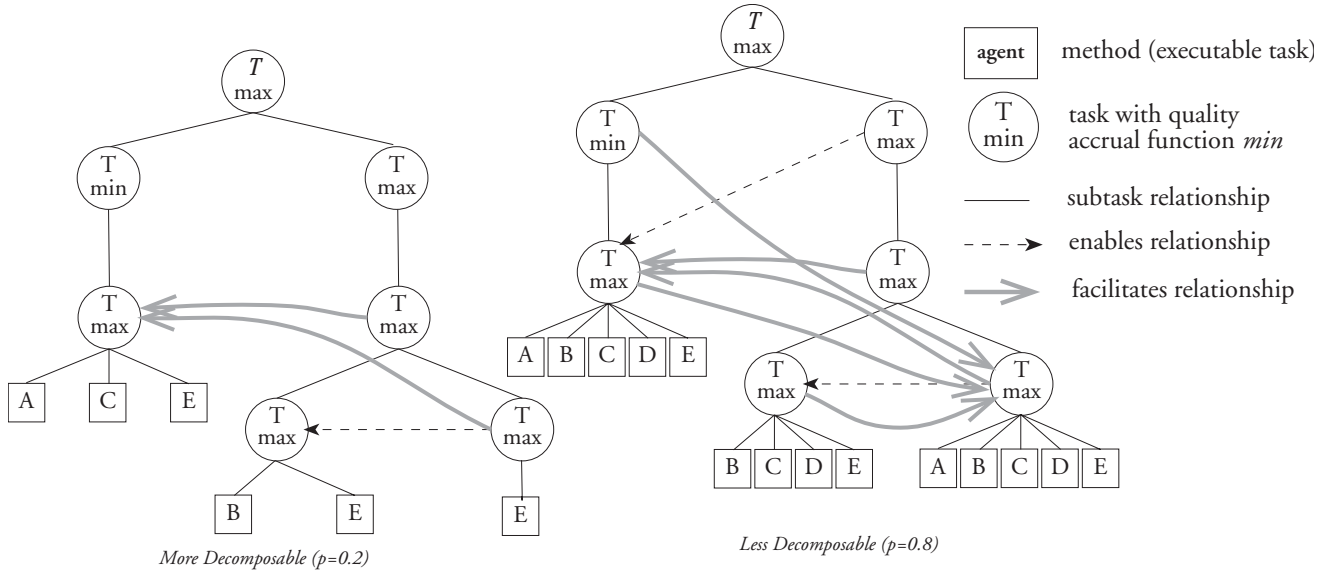 T
max
T
min
T
max
T
max
T
max
A
C
E
T
max
T
max
B
E
E
More Decomposable (p=0.2)
T
max
T
min
T
max
T
max
T
max
A B C D E
T
max
T
max
B C D E
A B C D E
Less Decomposable (p=0.8)
agent
method (executable task)
T
min
task with quality
accrual function min
subtask relationship
enables relationship
facilitates relationship